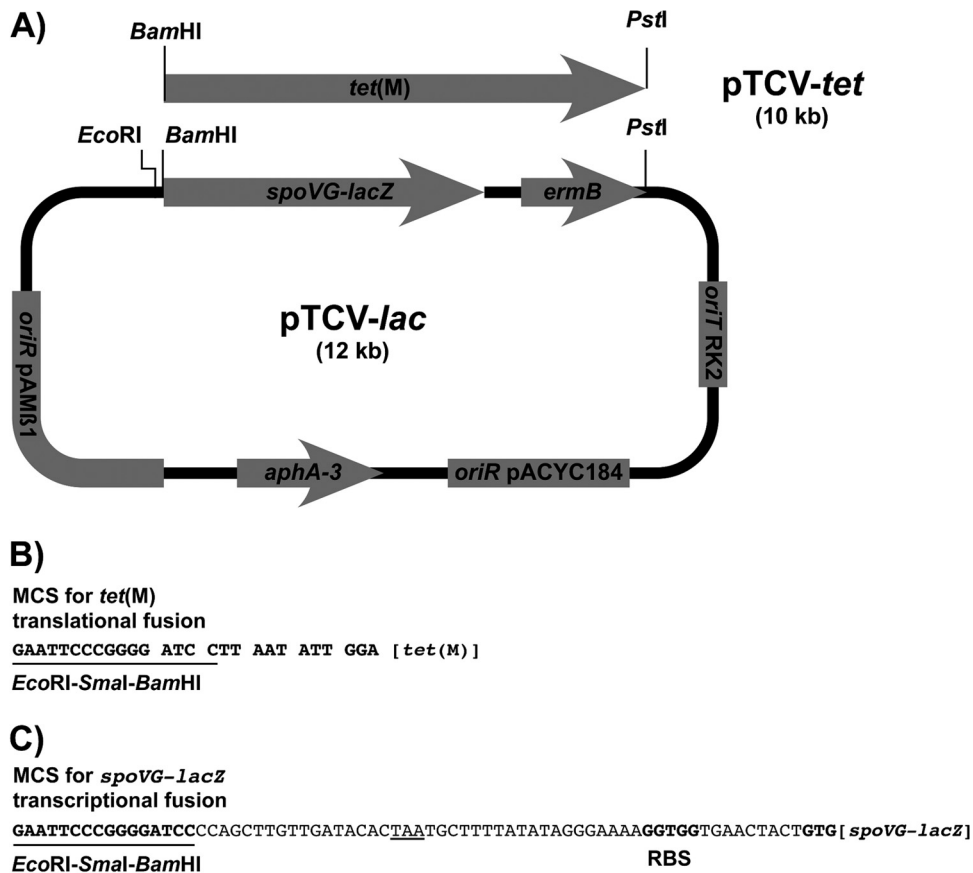 A)
BamHI
PstI
tet(M)
pTCV-tet
(10 kb)
EcoRI
BamHI
PstI
spoVG-lacZ
ermB
pTCV-lac
(12 kb)
oriR pAMß1
oriT RK2
aphA-3
oriR pACYC184
B)
MCS for tet(M)
translational fusion
GAATTCCCGGGG ATC CTT AAT ATT GGA [tet(M)]
EcoRI-SmaI-BamHI
C)
MCS for spoVG-lacZ
transcriptional fusion
GAATTCCCGGGGATCCCCAGCTTGTTGATACACTAATGCTTTTATATAGGGAAAAGGTGGTGAACTACTGTG[spoVG-lacZ]
RBS
EcoRI-SmaI-BamHI